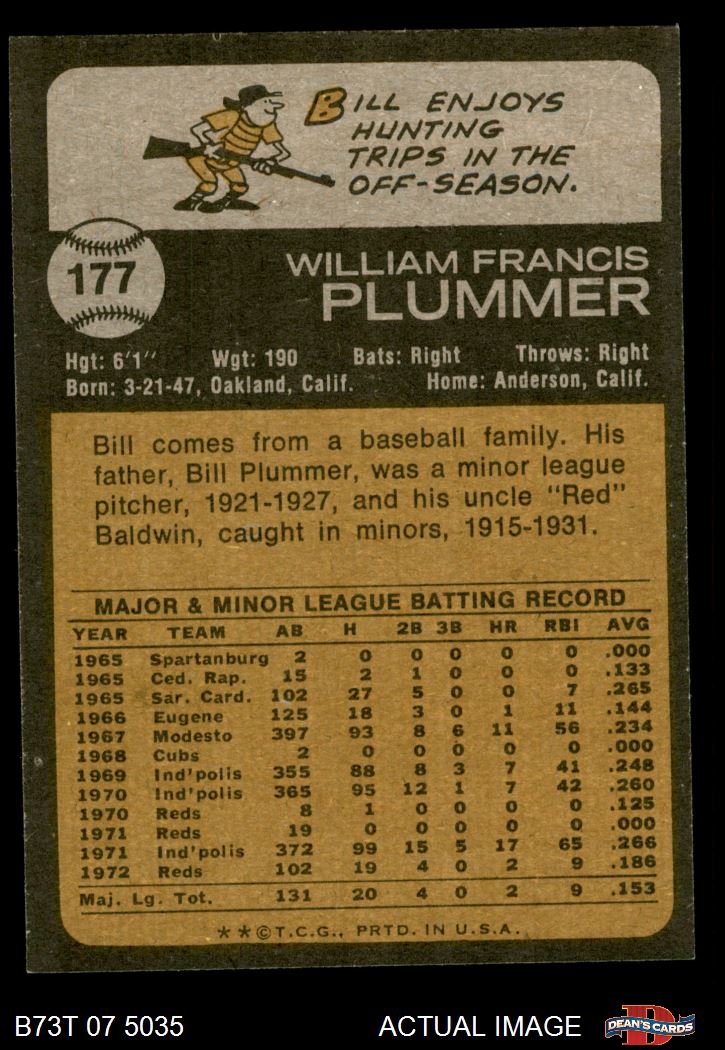 BILL ENJOYS
HUNTING
TRIPS IN THE
OFF-SEASON.
177
WILLIAM FRANCIS
PLUMMER
Hgt: 6'1" Wgt: 190 Bats: Right Throws: Right
Born: 3-21-47, Oakland, Calif. Home: Anderson, Calif.
Bill comes from a baseball family. His
father, Bill Plummer, was a minor league
pitcher, 1921-1927, and his uncle "Red"
Baldwin, caught in minors, 1915-1931.
MAJOR & MINOR LEAGUE BATTING RECORD
YEAR TEAM AB H 2B 3B HR RBI AVG
1965 Spartanburg 2 0 0 0 0 0 .000
1965 Ced. Rap. 15 2 1 0 0 0 .133
1965 Sar. Card. 102 27 5 0 0 7 .265
1966 Eugene 125 18 3 0 1 11 .144
1967 Modesto 397 93 8 6 11 56 .234
1968 Cubs 2 0 0 0 0 0 .000
1969 Ind'polis 355 88 8 3 7 41 .248
1970 Ind'polis 365 95 12 1 7 42 .260
1970 Reds 8 1 0 0 0 0 .125
1971 Reds 19 0 0 0 0 0 .000
1971 Ind'polis 372 99 15 5 17 65 .266
1972 Reds 102 19 4 0 2 9 .186
Maj. Lg. Tot. 131 20 4 0 2 9 .153
**©T.C.G., PRTD. IN U.S.A.
B73T 07 5035 ACTUAL IMAGE DEAN'S CARDS